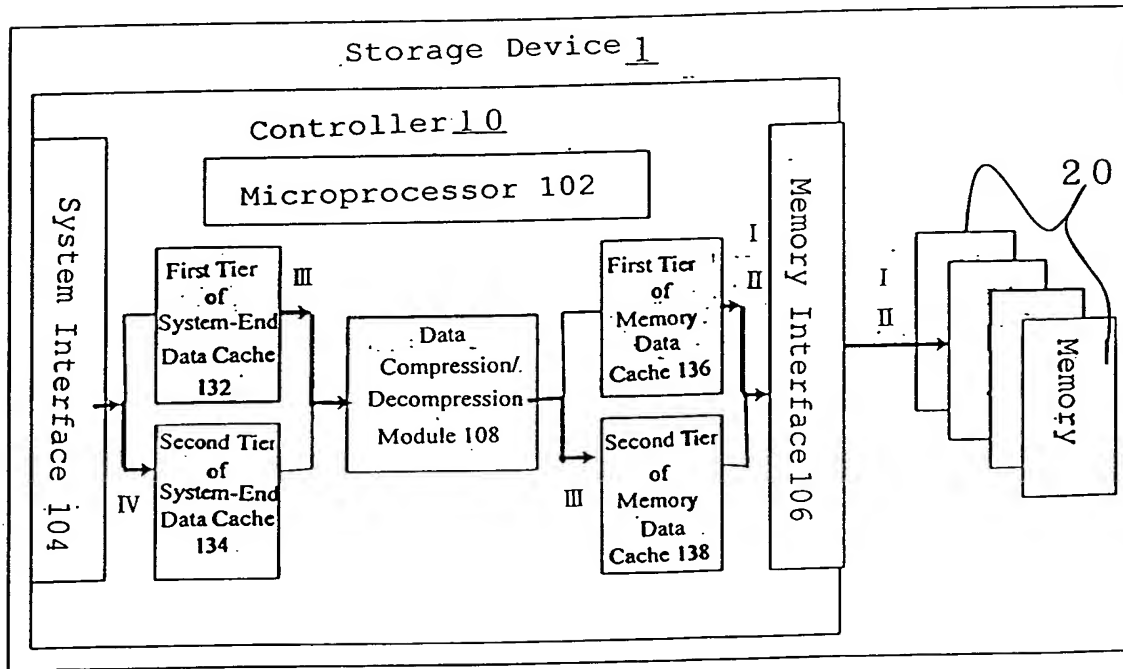 Storage Device 1
Controller 10
Microprocessor 102
System Interface 104
First Tier
of
System-End
Data Cache
132
III
Second Tier
of
System-End
Data Cache
134
IV
Data
Compression/
Decompression
Module 108
First Tier
of
Memory
Data
Cache 136
I
II
Second Tier
of
Memory
Data
Cache 138
III
Memory Interface 106
I
II
20
Memory